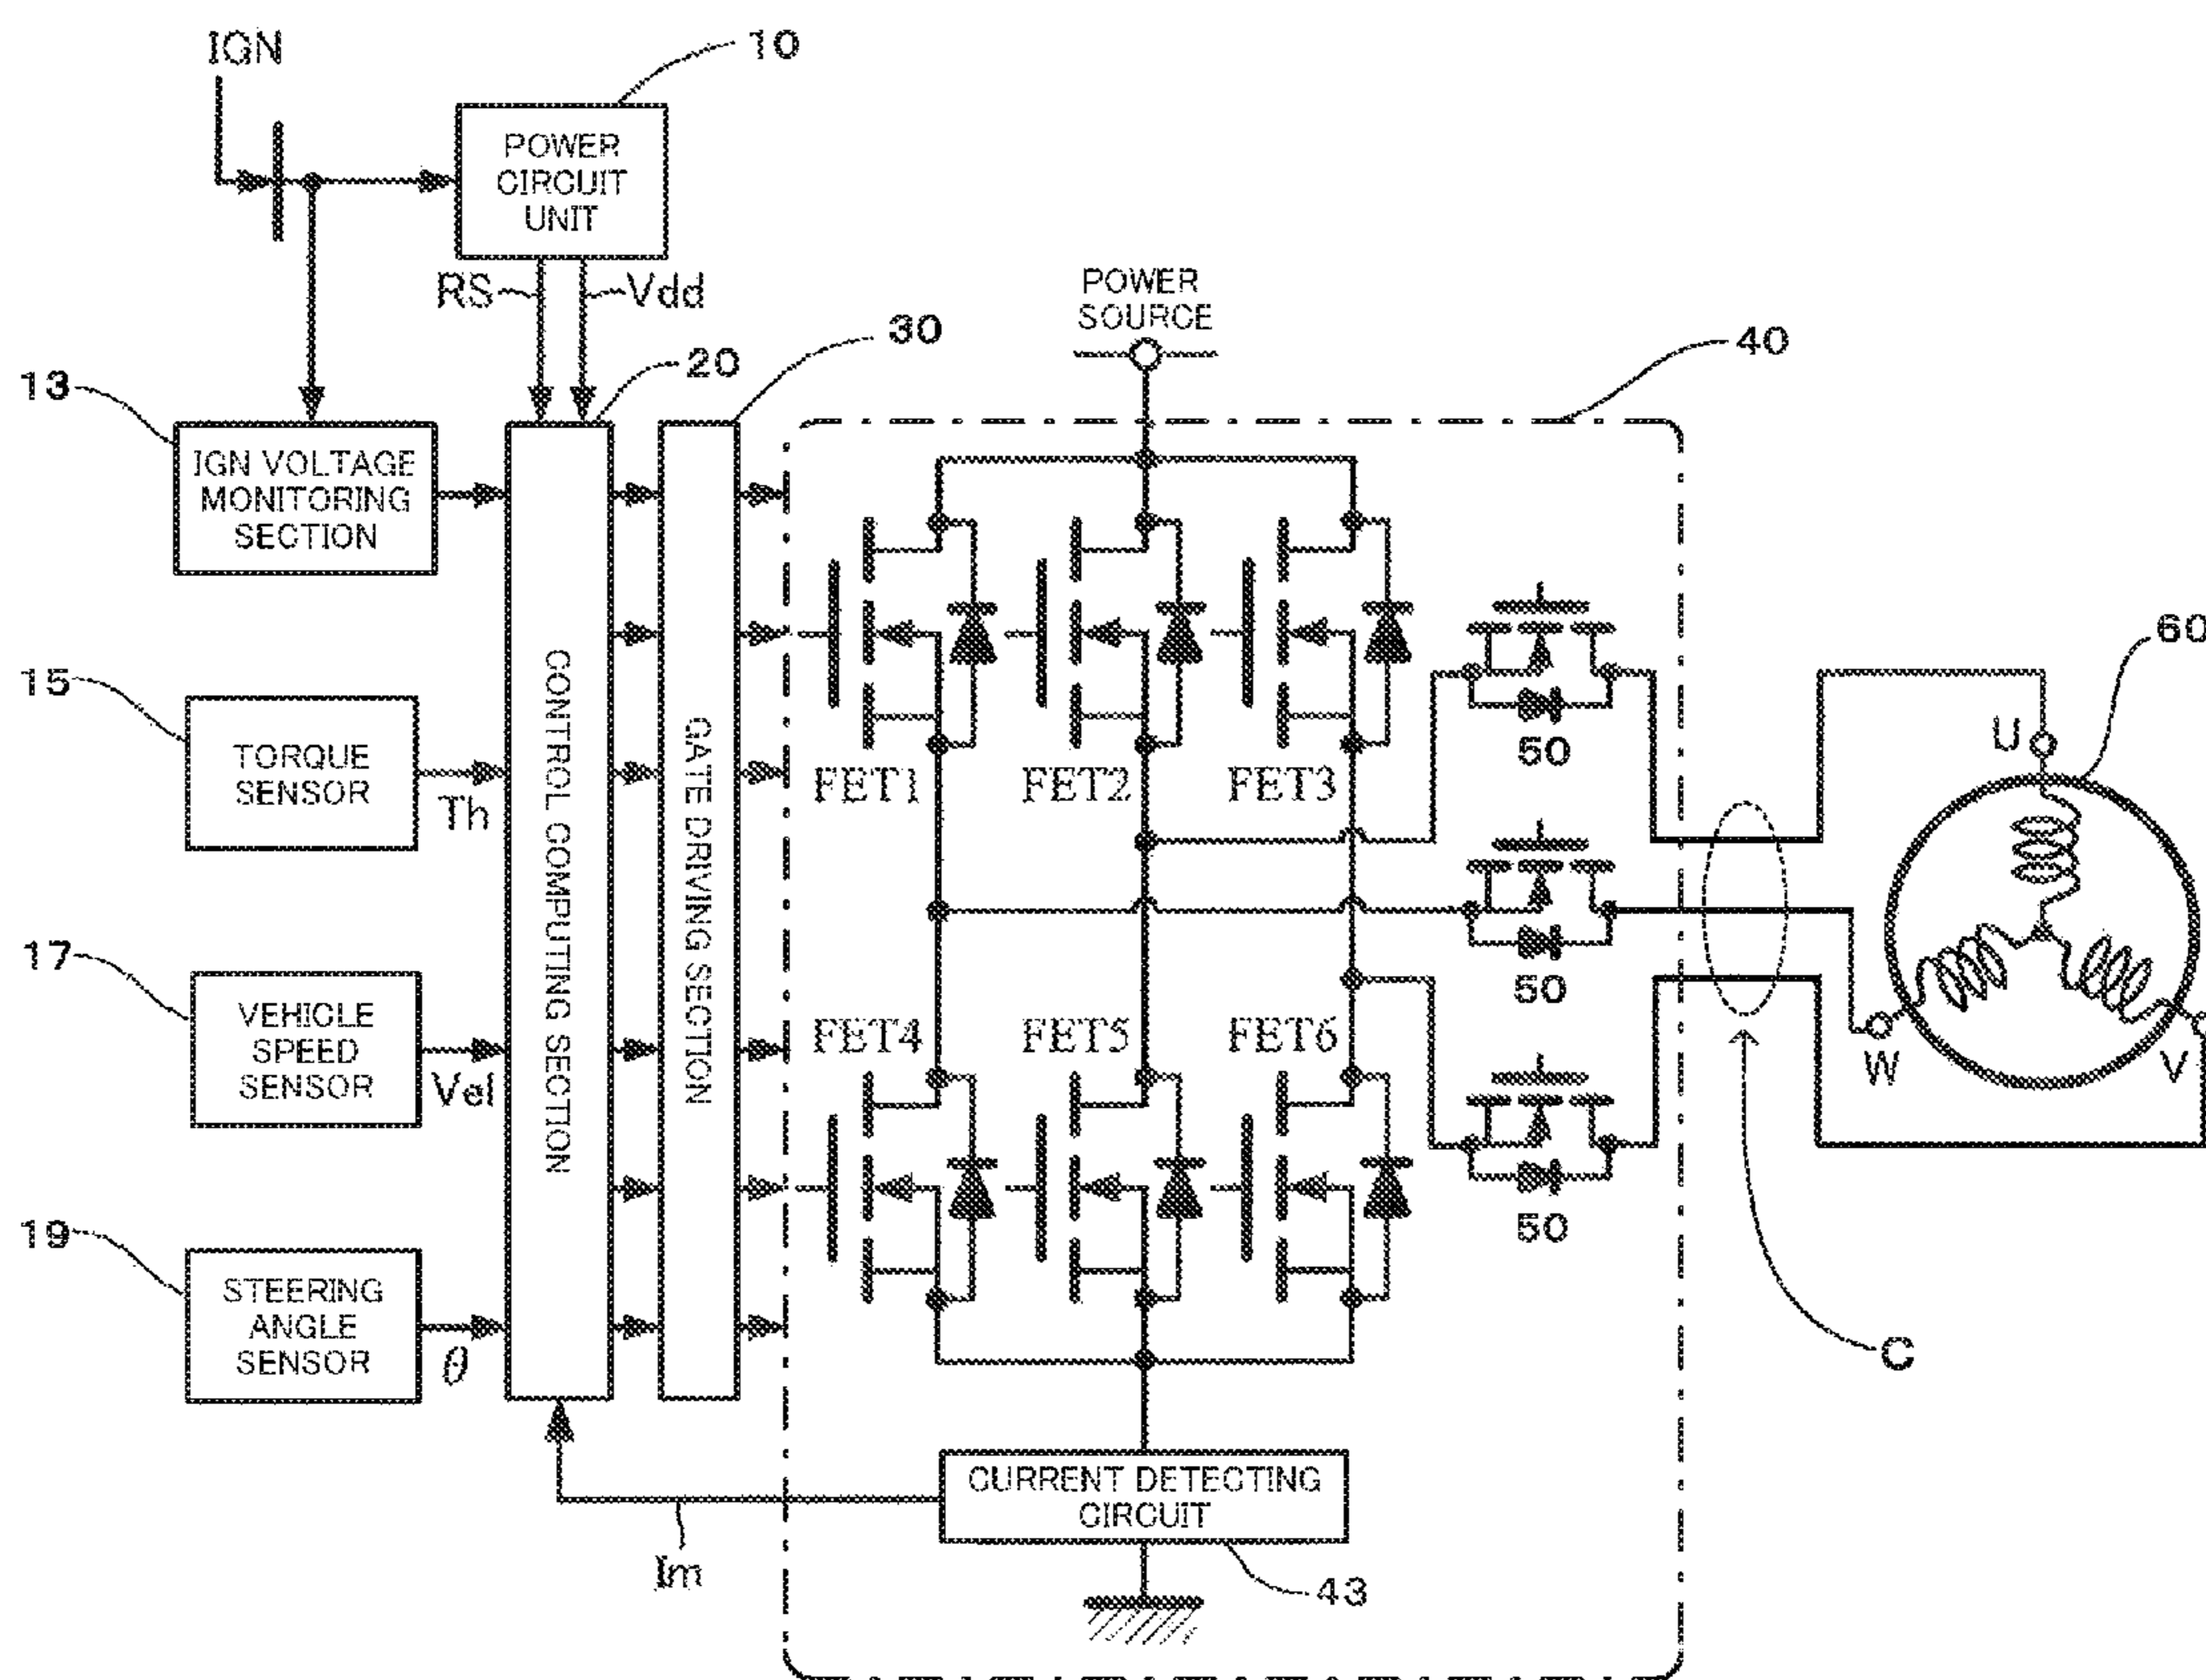 IGN
10
POWER
CIRCUIT
UNIT
RS
Vdd
POWER
SOURCE
13
20
30
40
IGN VOLTAGE
MONITORING
SECTION
15
TORQUE
SENSOR
Th
CONTROL COMPUTING SECTION
GATE DRIVING SECTION
FET1
FET2
FET3
50
60
U
17
VEHICLE
SPEED
SENSOR
Vel
FET4
FET5
FET6
50
W
V
19
STEERING
ANGLE
SENSOR
θ
50
C
CURRENT DETECTING
CIRCUIT
Im
43